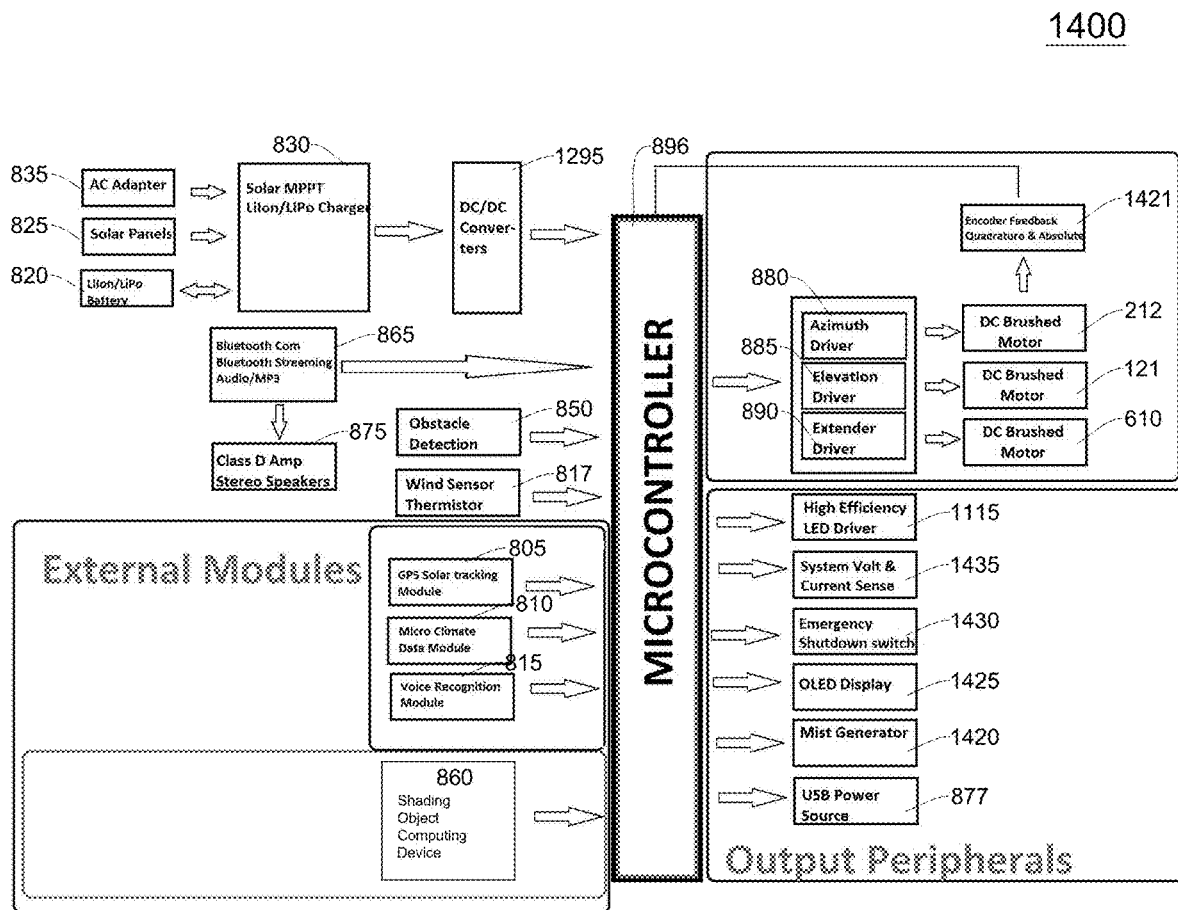 1400
830
1295
896
835
AC Adapter
Solar MPPT
LiIon/LiPo Charger
DC/DC
Conver-
ters
1421
Encoder Feedback
Quadrature & Absolute
825
Solar Panels
820
LiIon/LiPo
Battery
865
Bluetooth Com
Bluetooth Streaming
Audio/MP3
880
Azimuth
Driver
DC Brushed
Motor
212
885
Elevation
Driver
DC Brushed
Motor
121
890
Extender
Driver
DC Brushed
Motor
610
850
Obstacle
Detection
875
Class D Amp
Stereo Speakers
817
Wind Sensor
Thermistor
MICROCONTROLLER
External Modules
805
GPS Solar tracking
Module
810
Micro Climate
Data Module
815
Voice Recognition
Module
860
Shading
Object
Computing
Device
High Efficiency
LED Driver
1115
System Volt &
Current Sense
1435
Emergency
Shutdown switch
1430
OLED Display
1425
Mist Generator
1420
USB Power
Source
877
Output Peripherals